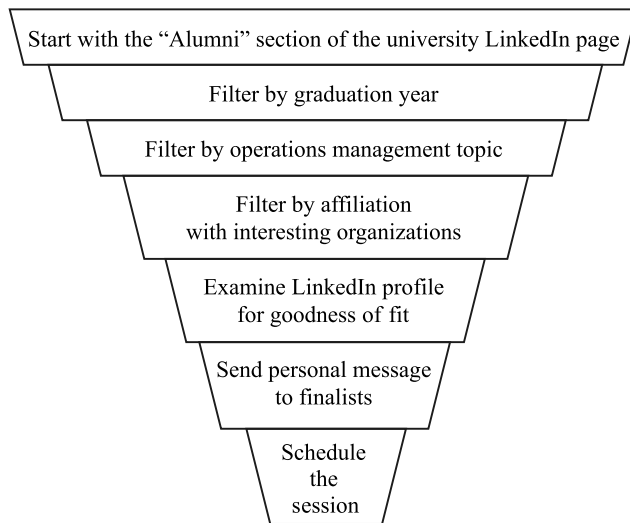 Start with the “Alumni” section of the university LinkedIn page
Filter by graduation year
Filter by operations management topic
Filter by affiliation
with interesting organizations
Examine LinkedIn profile
for goodness of fit
Send personal message
to finalists
Schedule
the
session